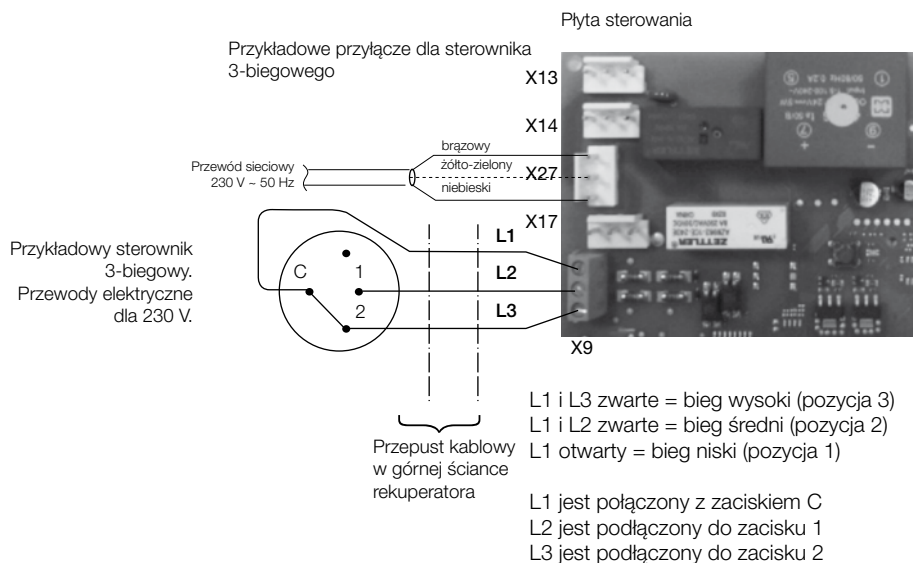 Płyta sterowania
Przykładowe przyłącze dla sterownika
3-biegowego
X13
X14
brązowy
Przewód sieciowy
230 V ~ 50 Hz
żółto-zielony
X27
niebieski
X17
L1
Przykładowy sterownik
3-biegowy.
Przewody elektryczne
dla 230 V.
C
1
2
L2
L3
X9
ZETTLER
L1 i L3 zwarte = bieg wysoki (pozycja 3)
L1 i L2 zwarte = bieg średni (pozycja 2)
L1 otwarty = bieg niski (pozycja 1)
Przepust kablowy
w górnej ściance
rekuperatora
L1 jest połączony z zaciskiem C
L2 jest podłączony do zacisku 1
L3 jest podłączony do zacisku 2